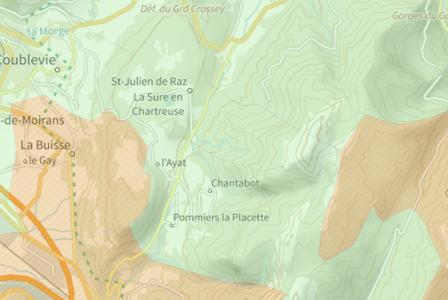 Déf. du Grd Crossey
Gorges du Gu
la Morge
Coublevie
St-Julien de Raz
La Sure en
Chartreuse
-de-Moirans
La Buisse
le Gay
l'Ayat
Chantabot
Pommiers la Placette